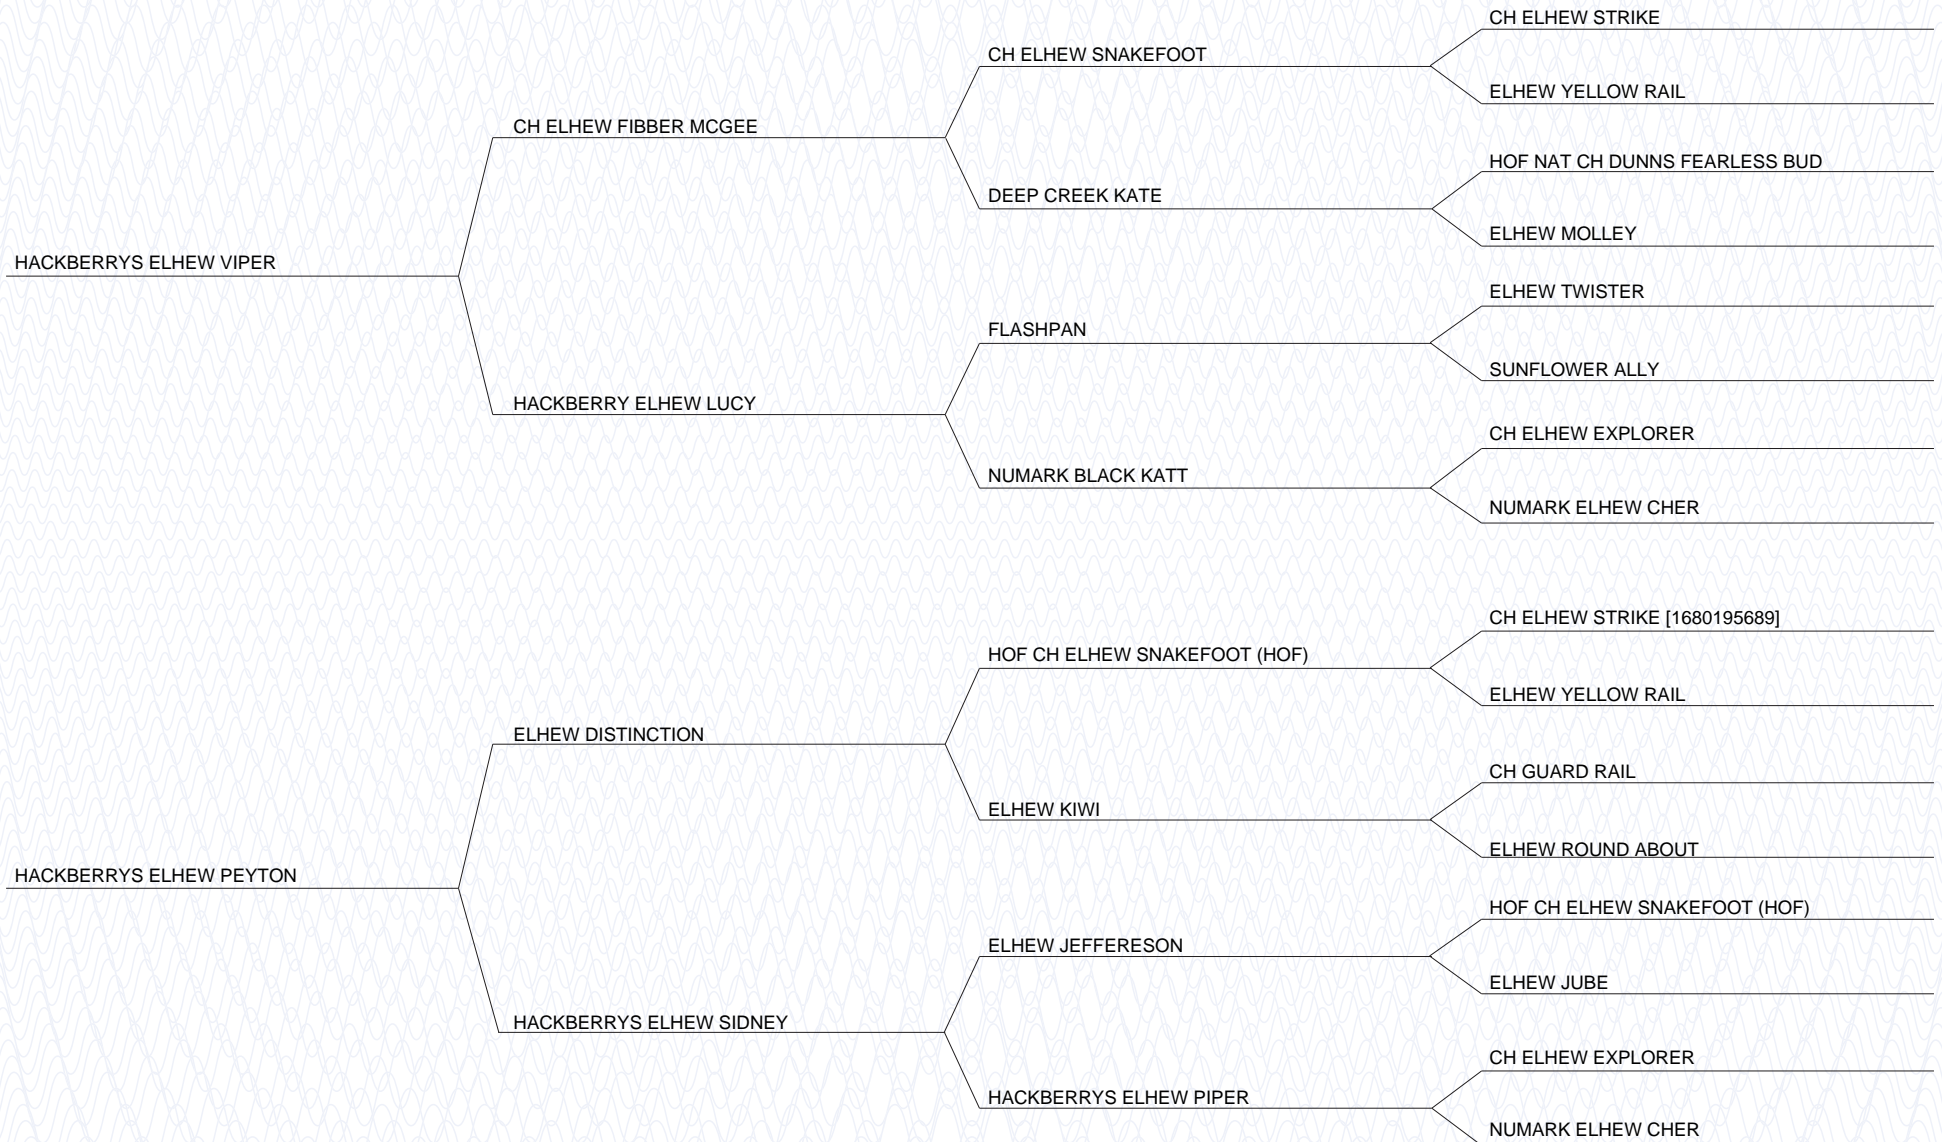 CH ELHEW STRIKE
CH ELHEW SNAKEFOOT
ELHEW YELLOW RAIL
CH ELHEW FIBBER MCGEE
HOF NAT CH DUNNS FEARLESS BUD
DEEP CREEK KATE
ELHEW MOLLEY
HACKBERRYS ELHEW VIPER
ELHEW TWISTER
FLASHPAN
SUNFLOWER ALLY
HACKBERRY ELHEW LUCY
CH ELHEW EXPLORER
NUMARK BLACK KATT
NUMARK ELHEW CHER
CH ELHEW STRIKE [1680195689]
HOF CH ELHEW SNAKEFOOT (HOF)
ELHEW YELLOW RAIL
ELHEW DISTINCTION
CH GUARD RAIL
ELHEW KIWI
ELHEW ROUND ABOUT
HACKBERRYS ELHEW PEYTON
HOF CH ELHEW SNAKEFOOT (HOF)
ELHEW JEFFERESON
ELHEW JUBE
HACKBERRYS ELHEW SIDNEY
CH ELHEW EXPLORER
HACKBERRYS ELHEW PIPER
NUMARK ELHEW CHER